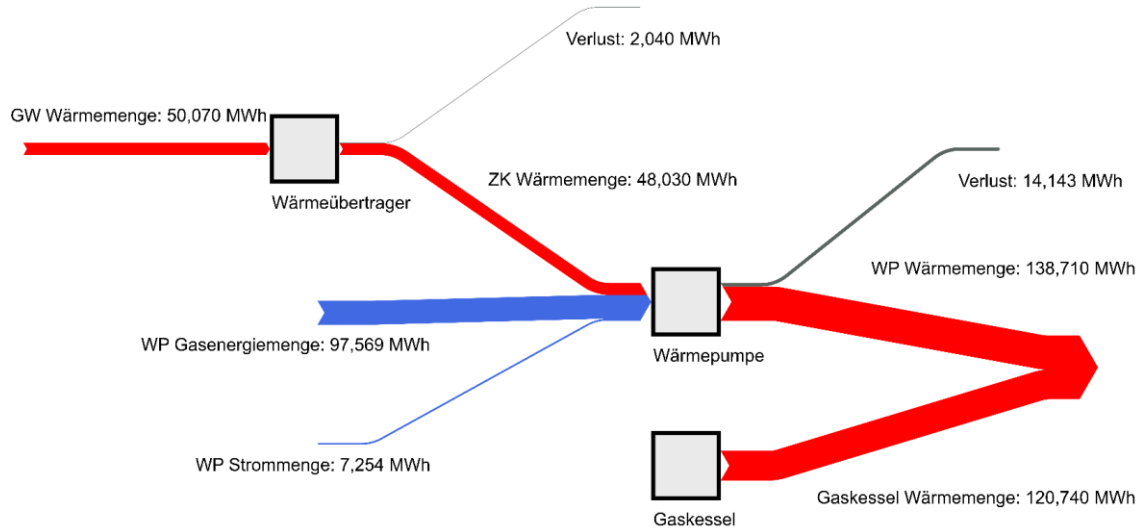 Verlust: 2,040 MWh
GW Wärmemenge: 50,070 MWh
ZK Wärmemenge: 48,030 MWh
Verlust: 14,143 MWh
Wärmeübertrager
WP Wärmemenge: 138,710 MWh
WP Gasenergiemenge: 97,569 MWh
Wärmepumpe
WP Strommenge: 7,254 MWh
Gaskessel Wärmemenge: 120,740 MWh
Gaskessel